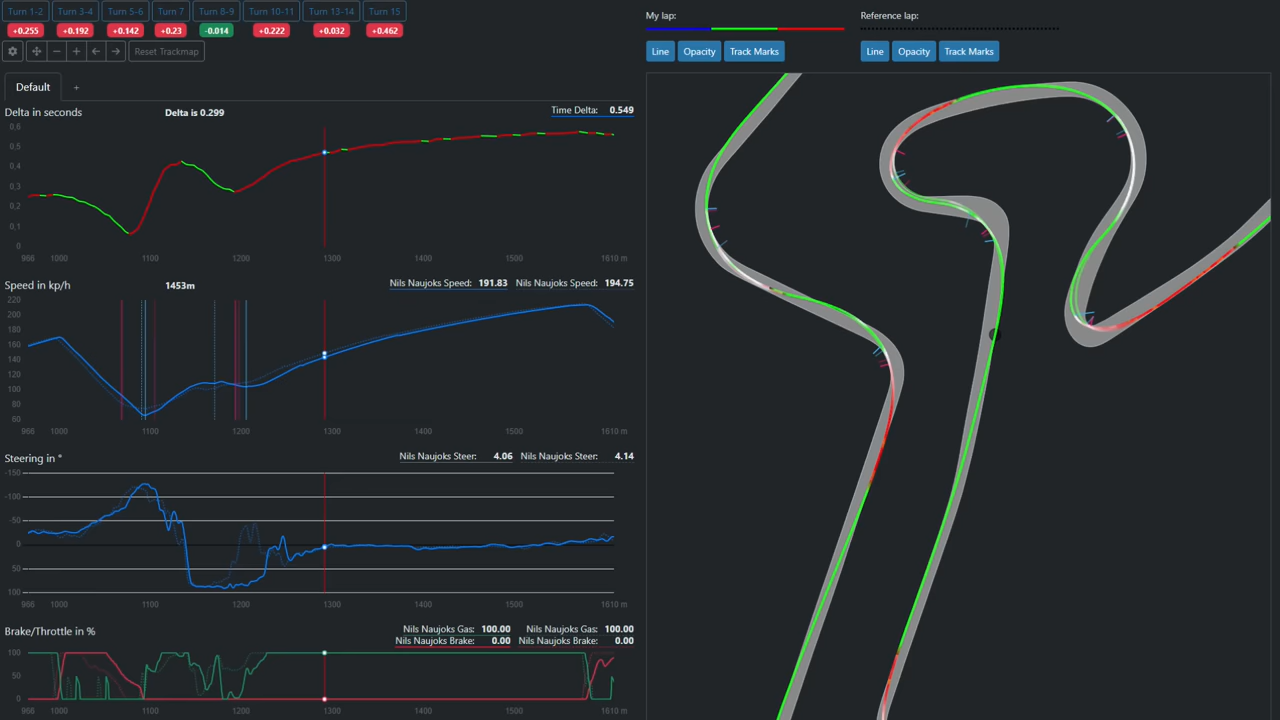 Turn 1-2 Turn 3-4 Turn 5-6 Turn 7 Turn 8-9 Turn 10-11 Turn 13-14 Turn 15
+0.255 +0.192 +0.142 +0.23 -0.014 +0.222 +0.032 +0.462
Reset Trackmap
My lap: Reference lap:
Line Opacity Track Marks Line Opacity Track Marks
Default +
Delta in seconds Delta is 0.299 Time Delta: 0.549
0,6
0,5
0,4
0,3
0,2
0,1
0
966 1000 1100 1200 1300 1400 1500 1610 m
Speed in kp/h 1453m Nils Naujoks Speed: 191.83 Nils Naujoks Speed: 194.75
220
200
180
160
140
120
100
80
60
966 1000 1100 1200 1300 1400 1500 1610 m
Steering in ° Nils Naujoks Steer: 4.06 Nils Naujoks Steer: 4.14
-150
-100
-50
0
50
100
966 1000 1100 1200 1300 1400 1500 1610 m
Brake/Throttle in % Nils Naujoks Gas: 100.00 Nils Naujoks Gas: 100.00
Nils Naujoks Brake: 0.00 Nils Naujoks Brake: 0.00
100
50
0
966 1000 1100 1200 1300 1400 1500 1610 m